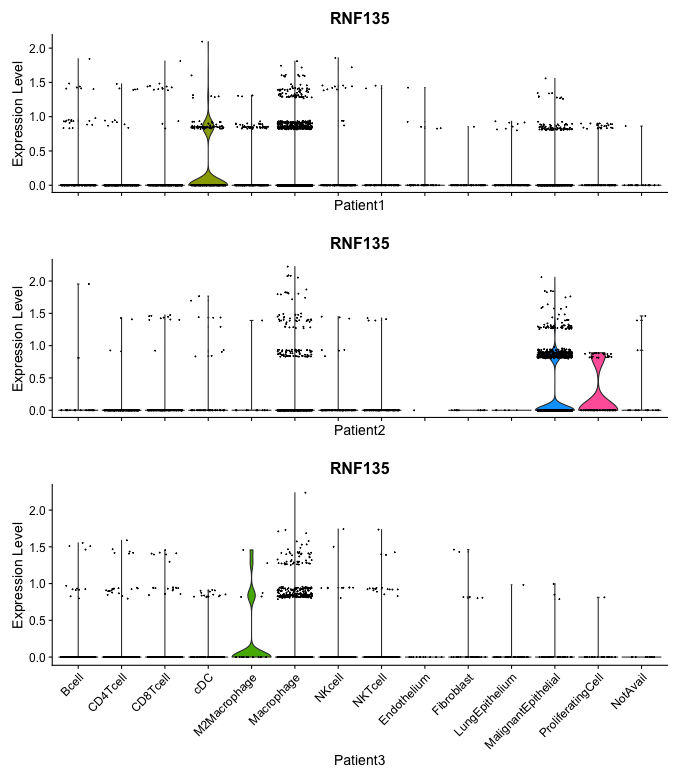 RNF135
Expression Level
2.0
1.5
1.0
0.5
0.0
Patient1
RNF135
Expression Level
2.0
1.5
1.0
0.5
0.0
Patient2
RNF135
Expression Level
2.0
1.5
1.0
0.5
0.0
Bcell
CD4Tcell
CD8Tcell
cDC
M2Macrophage
Macrophage
NKcell
NKTcell
Endothelium
Fibroblast
LungEpithelium
MalignantEpithelial
ProliferatingCell
NotAvail
Patient3